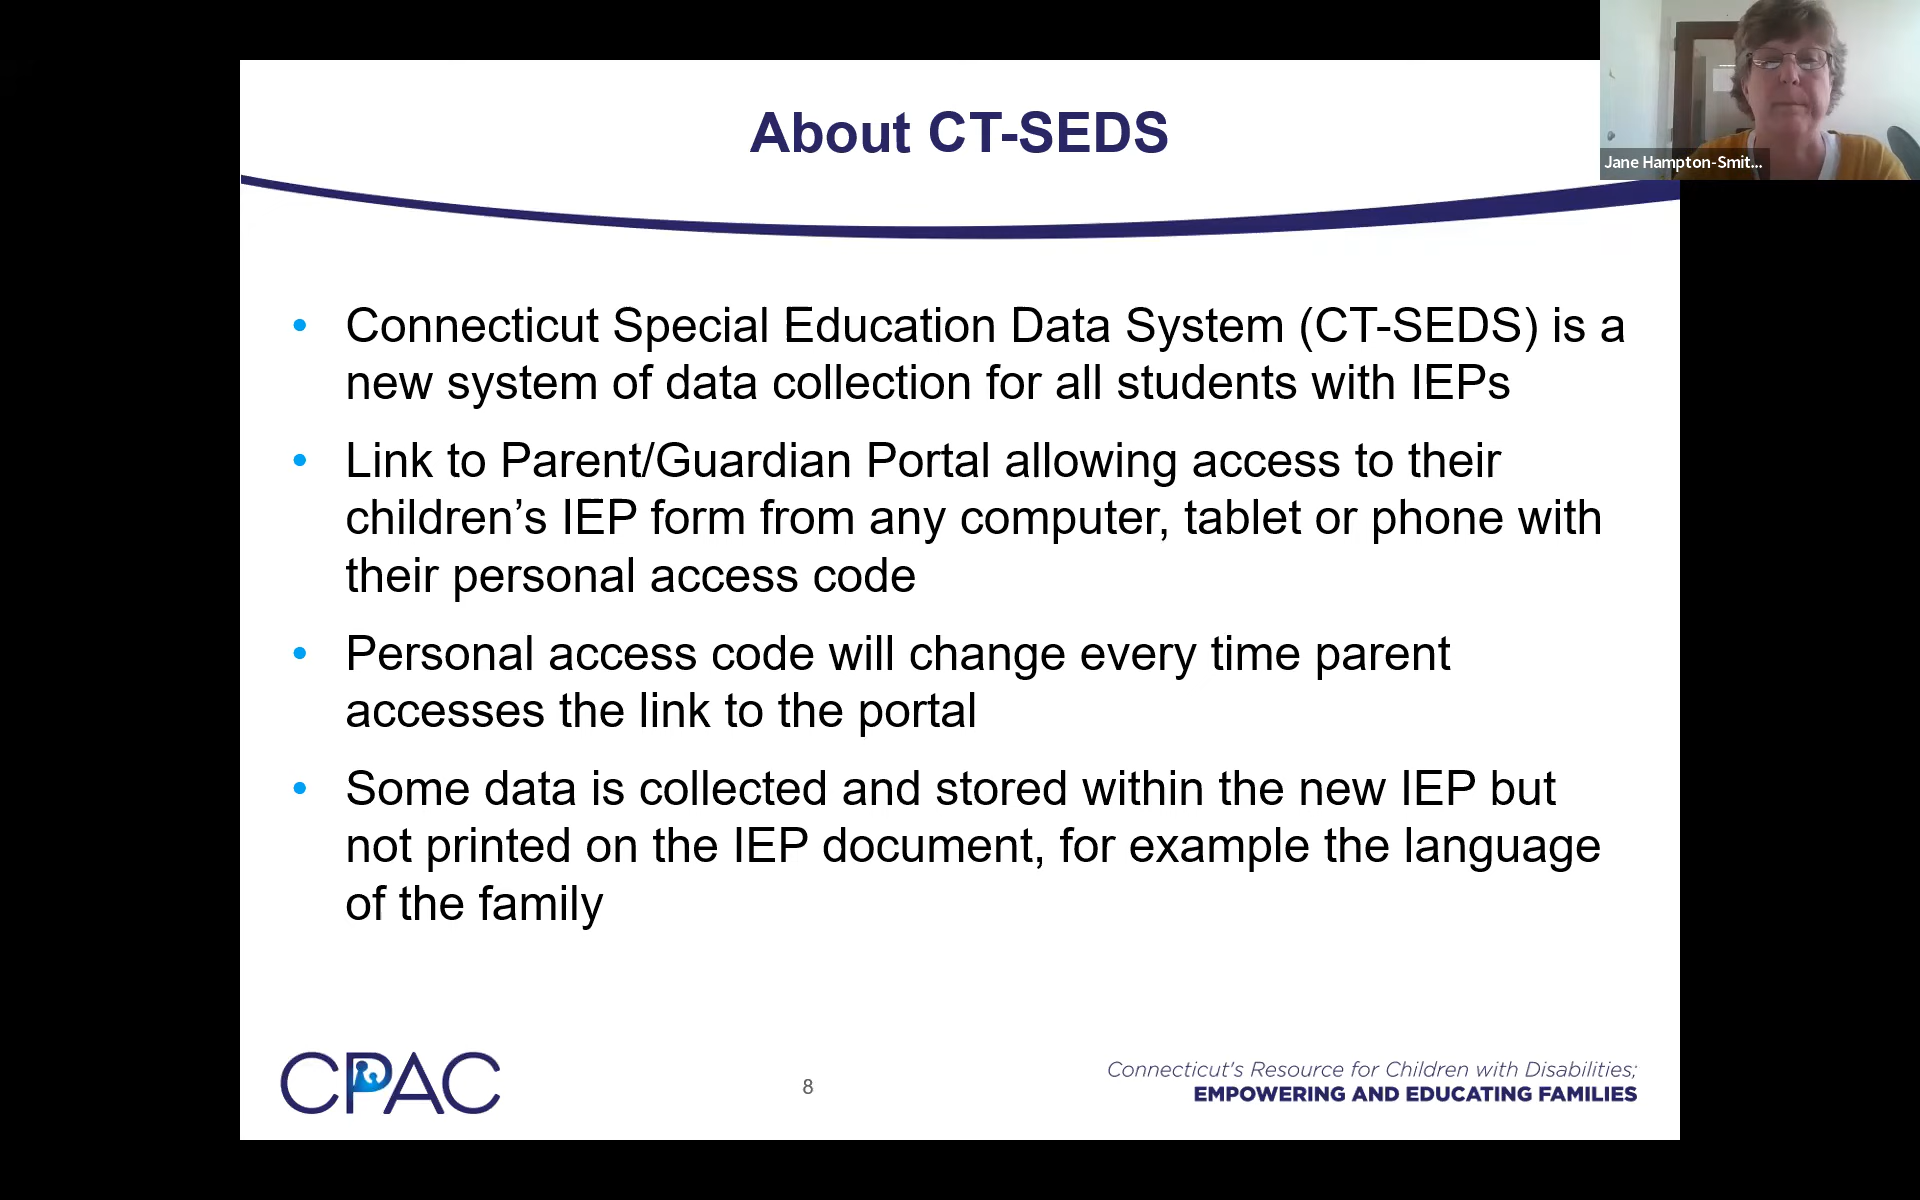 About CT-SEDS
Jane Hampton-Smit...
• Connecticut Special Education Data System (CT-SEDS) is a
new system of data collection for all students with IEPs
• Link to Parent/Guardian Portal allowing access to their
children’s IEP form from any computer, tablet or phone with
their personal access code
• Personal access code will change every time parent
accesses the link to the portal
• Some data is collected and stored within the new IEP but
not printed on the IEP document, for example the language
of the family
CPAC
8
Connecticut's Resource for Children with Disabilities;
EMPOWERING AND EDUCATING FAMILIES